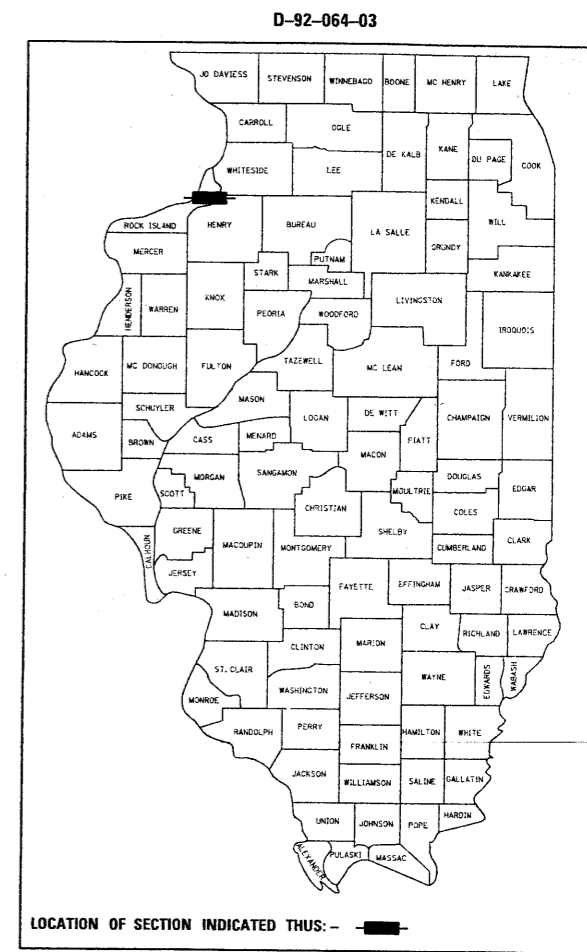 D-92-064-03
JO DAVIESS STEVENSON WINNEBAGO BOONE MC HENRY LAKE
CARROLL OGLE
DE KALB KANE DU PAGE COOK
WHITESIDE LEE
KENDALL WILL
ROCK ISLAND HENRY BUREAU LA SALLE
GRUNDY
MERCER PUTNAM
STARK MARSHALL KANKAKEE
HENDERSON WARREN KNOX LIVINGSTON
PEORIA WOODFORD IROQUOIS
TAZEWELL
HANCOCK MC DONOUGH FULTON MC LEAN FORD
MASON
SCHUYLER LOGAN DE WITT CHAMPAIGN VERMILION
ADAMS BROWN CASS MENARD PIATT
MACON
SANGAMON
MORGAN DOUGLAS EDGAR
PIKE SCOTT MOULTRIE
CHRISTIAN COLES
GREENE SHELBY
CALHOUN MACOUPIN MONTGOMERY CUMBERLAND CLARK
JERSEY
FAYETTE EFFINGHAM JASPER CRAWFORD
MADISON BOND
CLAY RICHLAND LAWRENCE
CLINTON MARION
ST. CLAIR WAYNE EDWARDS WABASH
MONROE WASHINGTON JEFFERSON
RANDOLPH PERRY HAMILTON WHITE
FRANKLIN
JACKSON WILLIAMSON SALINE GALLATIN
UNION JOHNSON POPE HARDIN
ALEXANDER PULASKI MASSAC
LOCATION OF SECTION INDICATED THUS: -